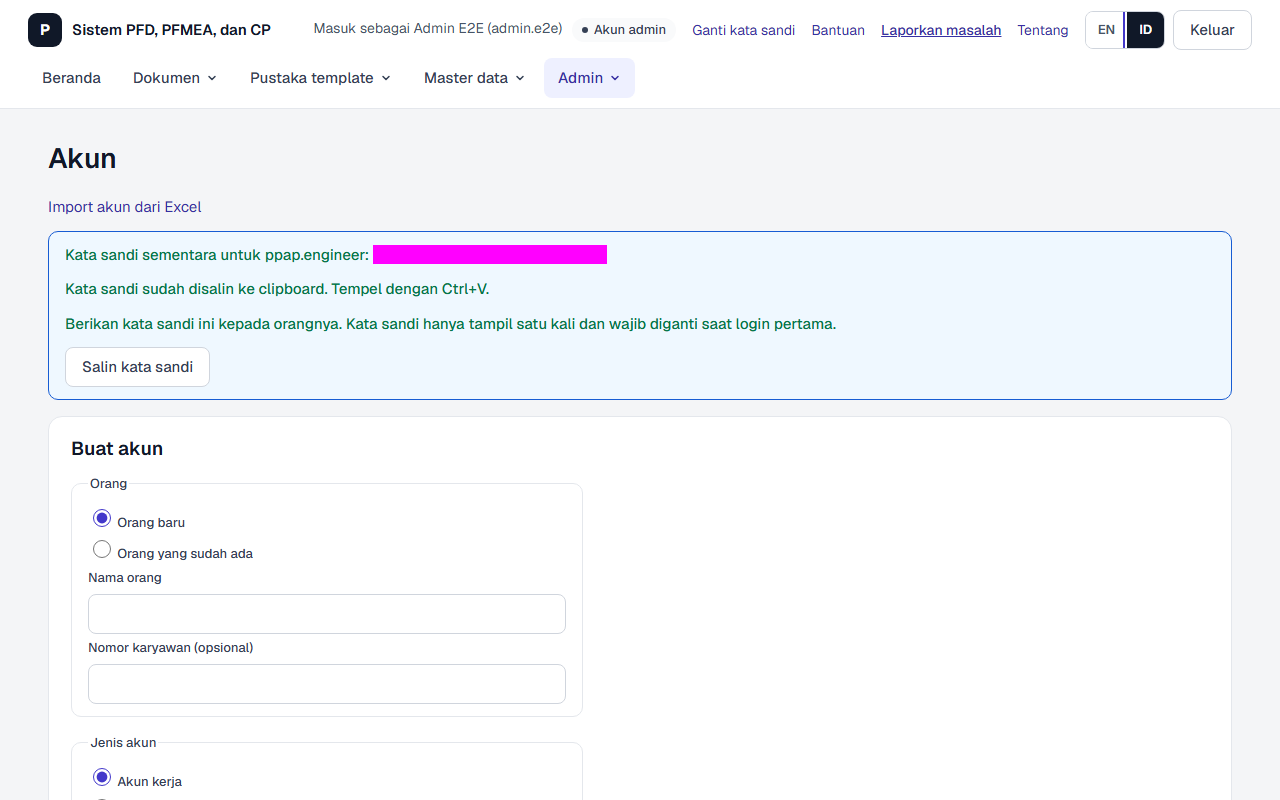 P Sistem PFD, PFMEA, dan CP Masuk sebagai Admin E2E (admin.e2e) Akun admin Ganti kata sandi Bantuan Laporkan masalah Tentang EN ID Keluar
Beranda Dokumen Pustaka template Master data Admin
Akun
Import akun dari Excel
Kata sandi sementara untuk ppap.engineer:
Kata sandi sudah disalin ke clipboard. Tempel dengan Ctrl+V.
Berikan kata sandi ini kepada orangnya. Kata sandi hanya tampil satu kali dan wajib diganti saat login pertama.
Salin kata sandi
Buat akun
Orang
Orang baru
Orang yang sudah ada
Nama orang
Nomor karyawan (opsional)
Jenis akun
Akun kerja